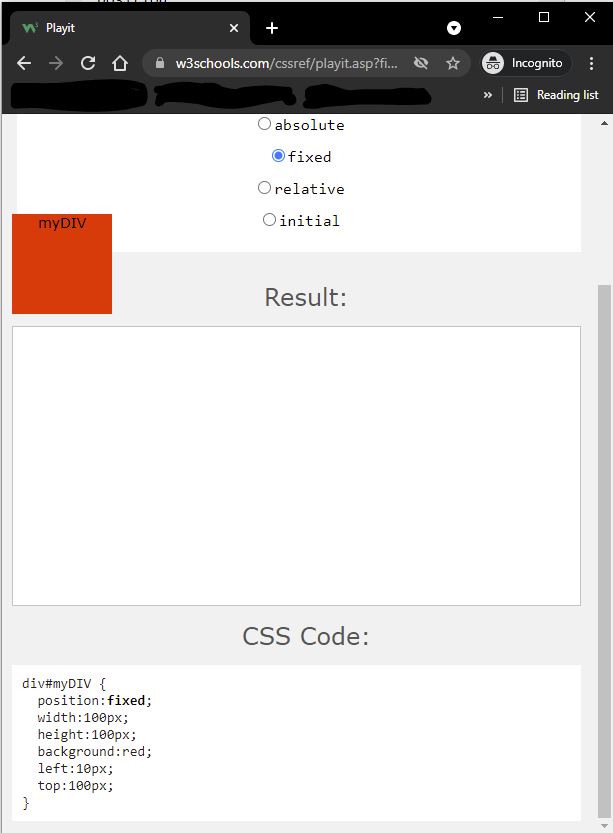 Playit
w3schools.com/cssref/playit.asp?fi...
Incognito
»
Reading list
absolute
fixed
relative
initial
myDIV
Result:
CSS Code:
div#myDIV {
position:fixed;
width:100px;
height:100px;
background:red;
left:10px;
top:100px;
}